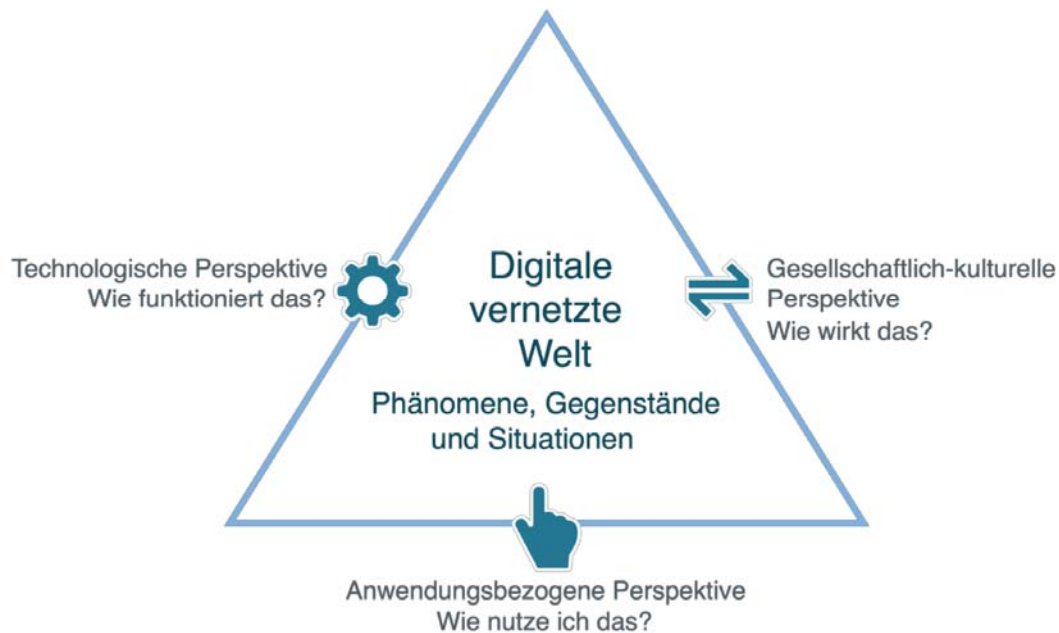 Technologische Perspektive
Wie funktioniert das?
Digitale
vernetzte
Welt
Phänomene, Gegenstände
und Situationen
Gesellschaftlich-kulturelle
Perspektive
Wie wirkt das?
Anwendungsbezogene Perspektive
Wie nutze ich das?